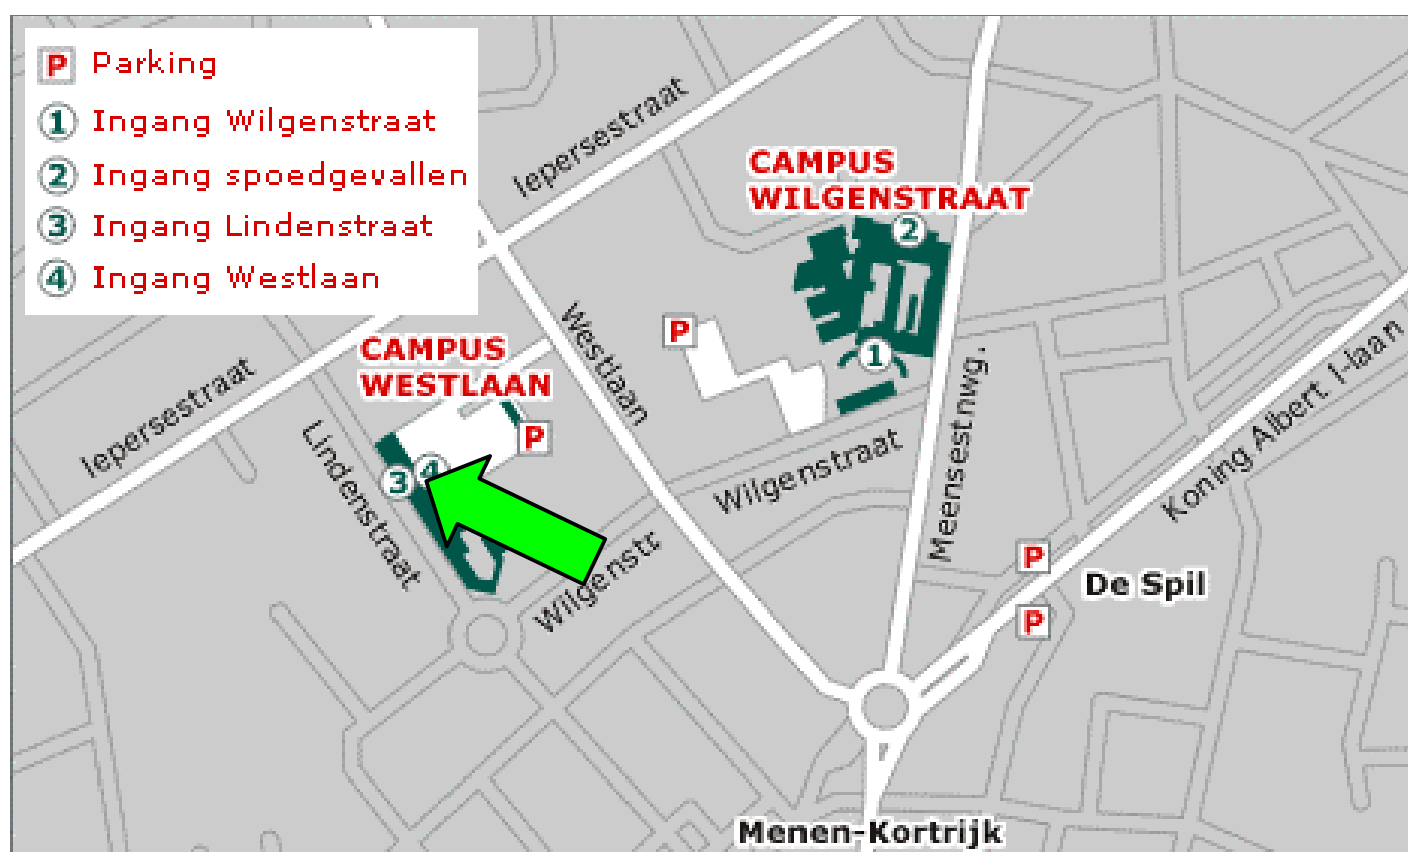 P Parking
1 Ingang Wilgenstraat
2 Ingang spoedgevallen
3 Ingang Lindenstraat
4 Ingang Westlaan
Iepersestraat
CAMPUS
WILGENSTRAAT
2
P
1
Westlaan
CAMPUS
WESTLAAN
P
4
3
Iepersestraat
Lindenstraat
Wilgenstraat
Wilgenstr.
Meensestnwg.
Koning Albert I-laan
P
De Spil
P
Menen-Kortrijk